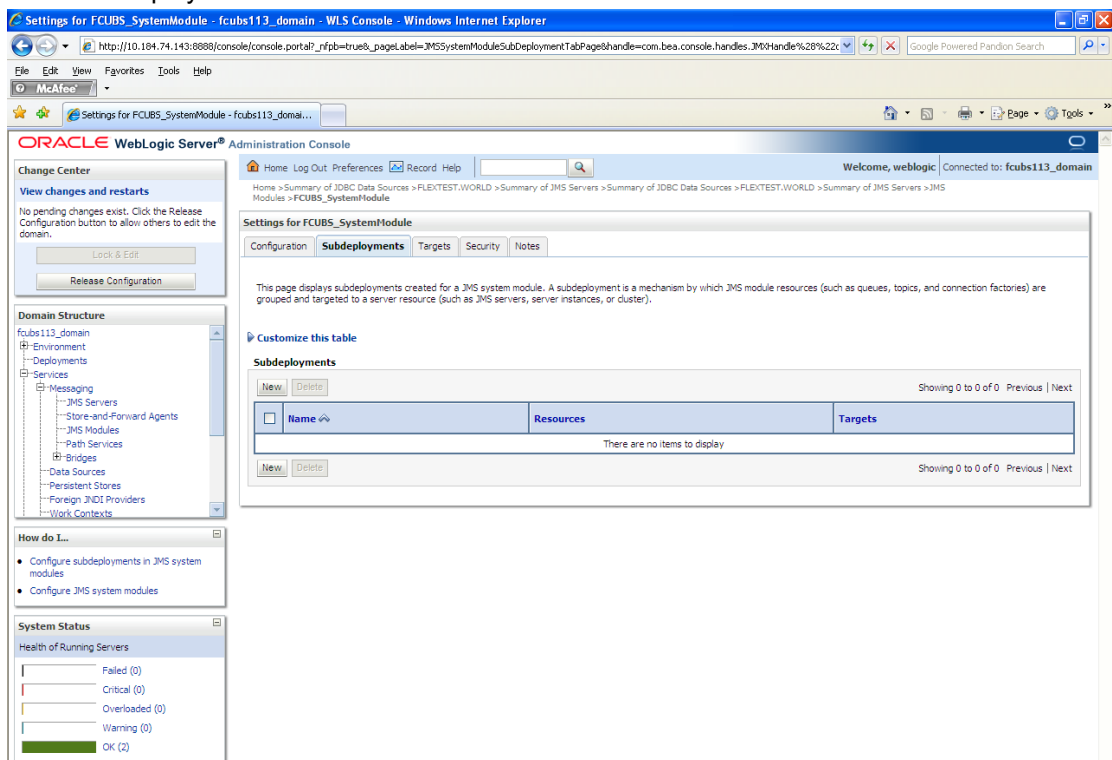 Settings for FCUBS_SystemModule - fcubs113_domain - WLS Console - Windows Internet Explorer
http://10.184.74.143:8888/console/console.portal?_nfpb=true&_pageLabel=JMSSystemModuleSubDeploymentTabPage&handle=com.bea.console.handles.JMXHandle%28%22c
Google Powered Pandion Search
File Edit View Favorites Tools Help
McAfee
Settings for FCUBS_SystemModule - fcubs113_domai...
Page Tools »
ORACLE WebLogic Server® Administration Console
Change Center
View changes and restarts
No pending changes exist. Click the Release
Configuration button to allow others to edit the
domain.
Lock & Edit
Release Configuration
Domain Structure
fcubs113_domain
Environment
Deployments
Services
Messaging
JMS Servers
Store-and-Forward Agents
JMS Modules
Path Services
Bridges
Data Sources
Persistent Stores
Foreign JNDI Providers
Work Contexts
How do I...
Configure subdeployments in JMS system
modules
Configure JMS system modules
System Status
Health of Running Servers
Failed (0)
Critical (0)
Overloaded (0)
Warning (0)
OK (2)
Home Log Out Preferences Record Help
Welcome, weblogic Connected to: fcubs113_domain
Home >Summary of JDBC Data Sources >FLEXTEST.WORLD >Summary of JMS Servers >Summary of JDBC Data Sources >FLEXTEST.WORLD >Summary of JMS Servers >JMS
Modules >FCUBS_SystemModule
Settings for FCUBS_SystemModule
Configuration Subdeployments Targets Security Notes
This page displays subdeployments created for a JMS system module. A subdeployment is a mechanism by which JMS module resources (such as queues, topics, and connection factories) are
grouped and targeted to a server resource (such as JMS servers, server instances, or cluster).
Customize this table
Subdeployments
New Delete Showing 0 to 0 of 0 Previous | Next
Name Resources Targets
There are no items to display
New Delete Showing 0 to 0 of 0 Previous | Next